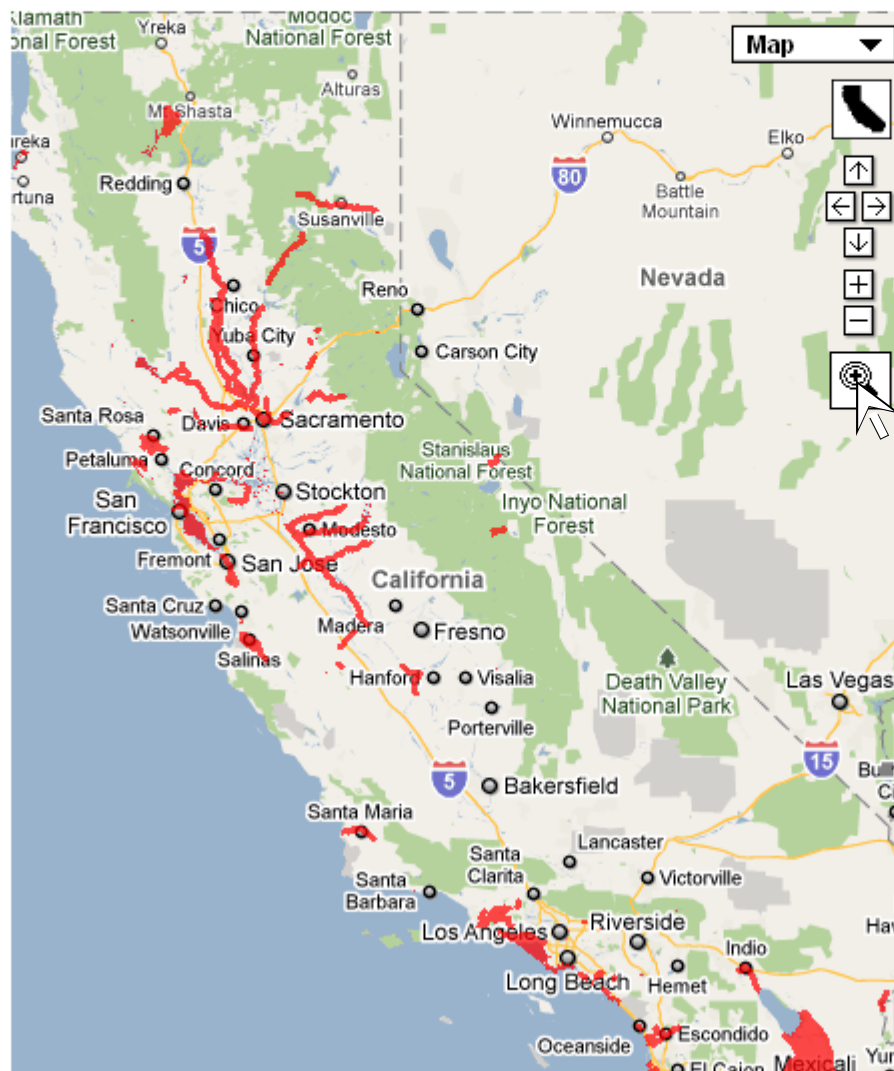 Klamath
onal Forest
Yreka
Modoc
National Forest
Map
Alturas
Mt Shasta
Winnemucca
Elko
ureka
80
Redding
rtuna
Battle
Mountain
Susanville
5
Nevada
Reno
Chico
Yuba City
Carson City
Santa Rosa
Davis
Sacramento
Petaluma
Concord
Stanislaus
National Forest
San
Francisco
Stockton
Inyo National
Forest
Modesto
Fremont
San Jose
California
Santa Cruz
Watsonville
Madera
Fresno
Salinas
Hanford
Visalia
Death Valley
National Park
Las Vegas
Porterville
5
15
Bakersfield
Santa Maria
Lancaster
Santa
Clarita
Santa
Barbara
Victorville
Los Angeles
Riverside
Indio
Long Beach
Hemet
Oceanside
Escondido
El Cajon
Mexicali